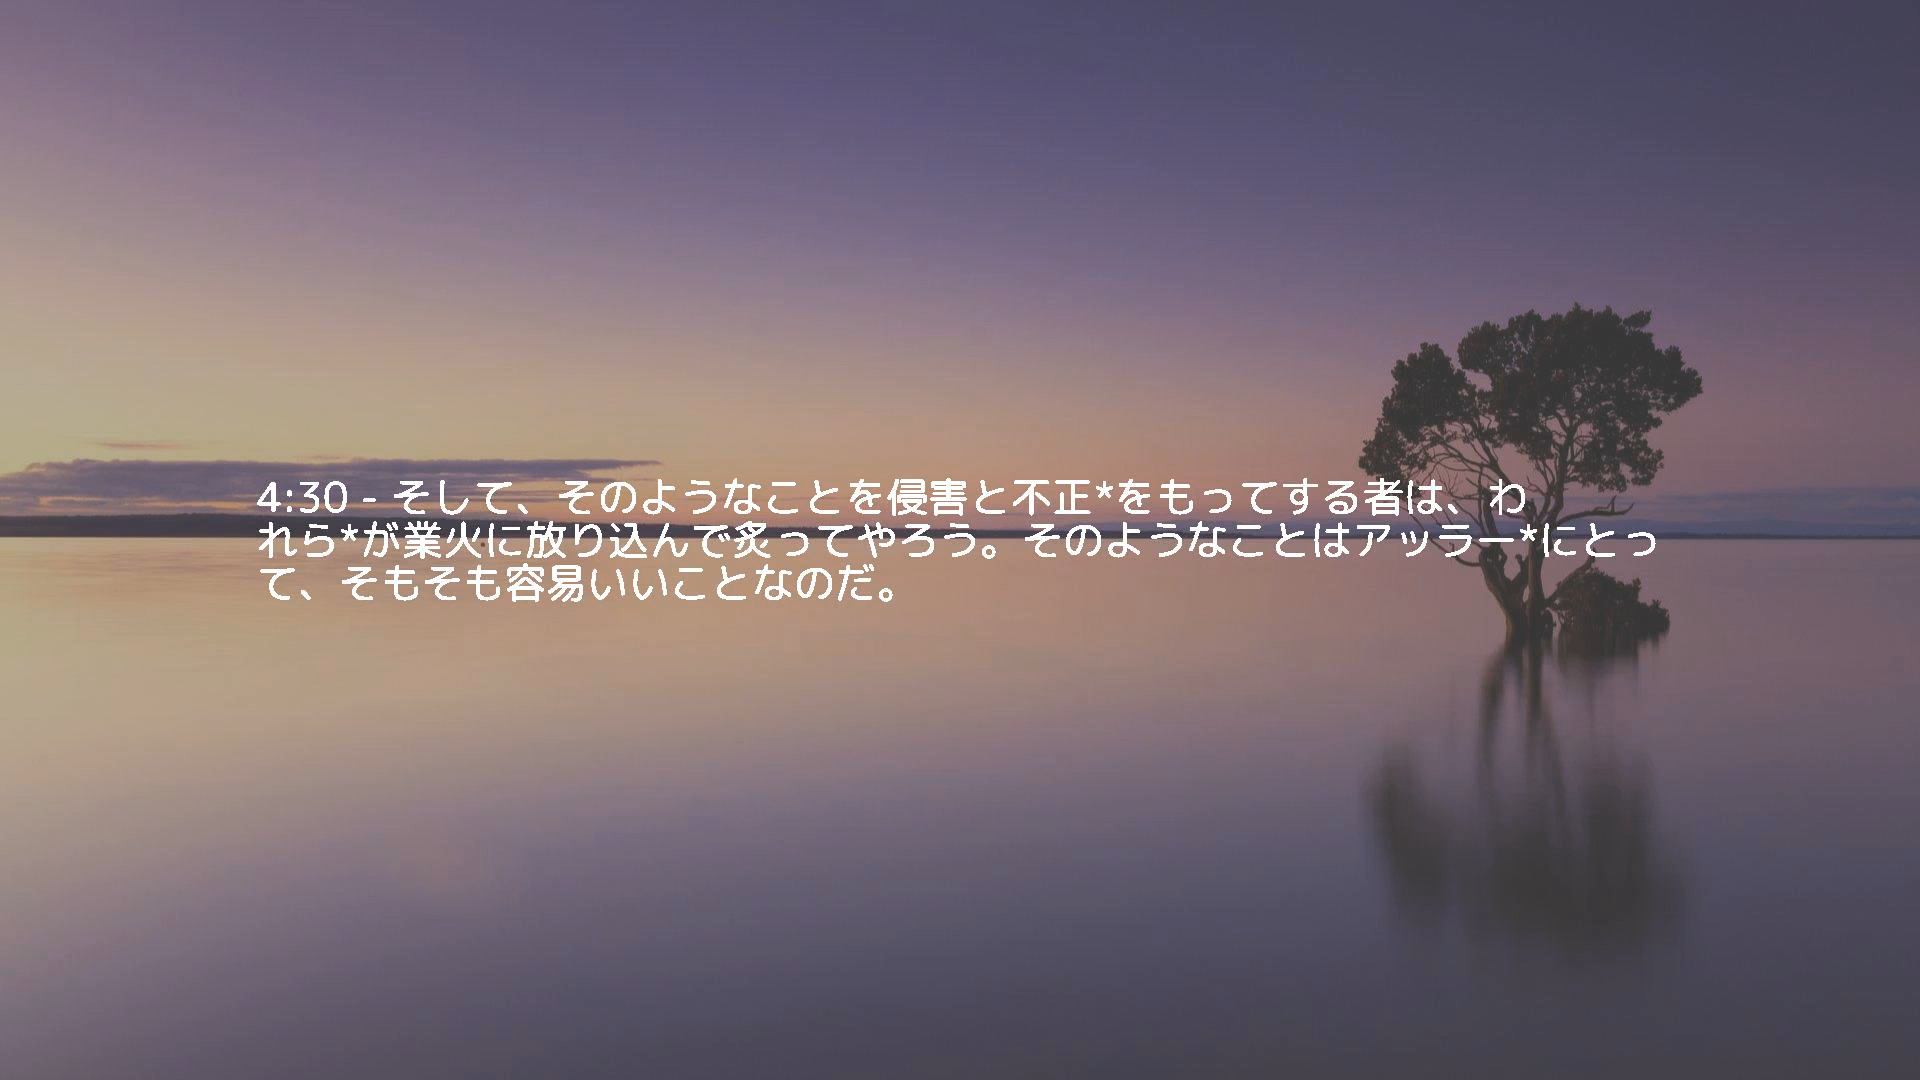 4:30 - そして、そのようなことを侵害と不正*をもってする者は、わ
れら*が業火に放り込んで炙ってやろう。そのようなことはアッラー*にとっ
て、そもそも容易いいことなのだ。